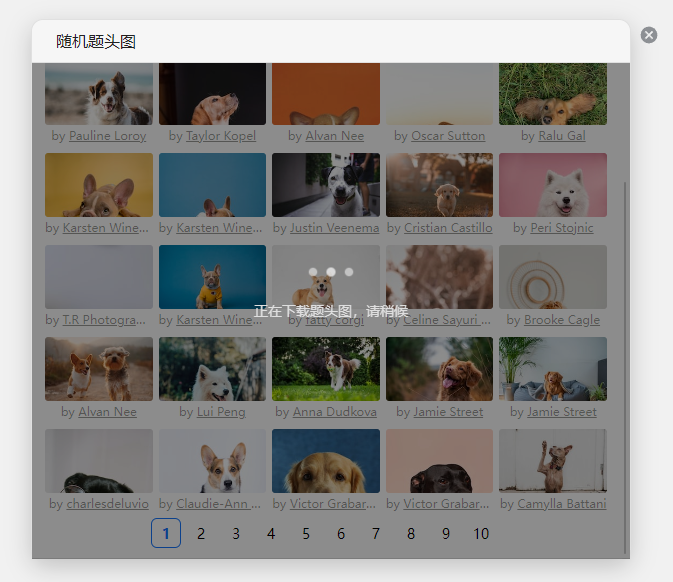 随机题头图
by Pauline Loroy
by Taylor Kopel
by Alvan Nee
by Oscar Sutton
by Ralu Gal
by Karsten Wine...
by Karsten Wine...
by Justin Veenema
by Cristian Castillo
by Peri Stojnic
正在下载题头图，请稍候
by T.R Photogra...
by Karsten Wine...
by fatty corgi
by Celine Sayuri ...
by Brooke Cagle
by Alvan Nee
by Lui Peng
by Anna Dudkova
by Jamie Street
by Jamie Street
by charlesdeluvio
by Claudie-Ann ...
by Victor Grabar...
by Victor Grabar...
by Camylla Battani
1 2 3 4 5 6 7 8 9 10